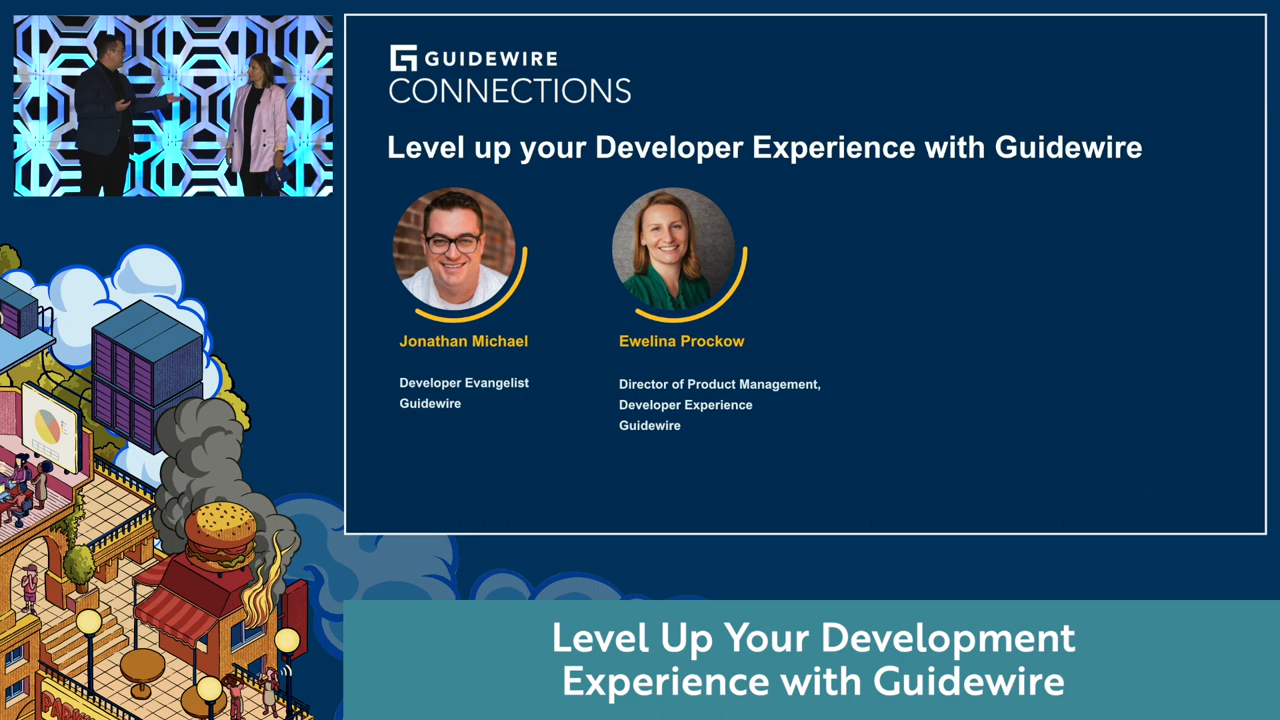 GUIDEWIRE
CONNECTIONS
Level up your Developer Experience with Guidewire
Jonathan Michael
Developer Evangelist
Guidewire
Ewelina Prockow
Director of Product Management,
Developer Experience
Guidewire
Level Up Your Development
Experience with Guidewire